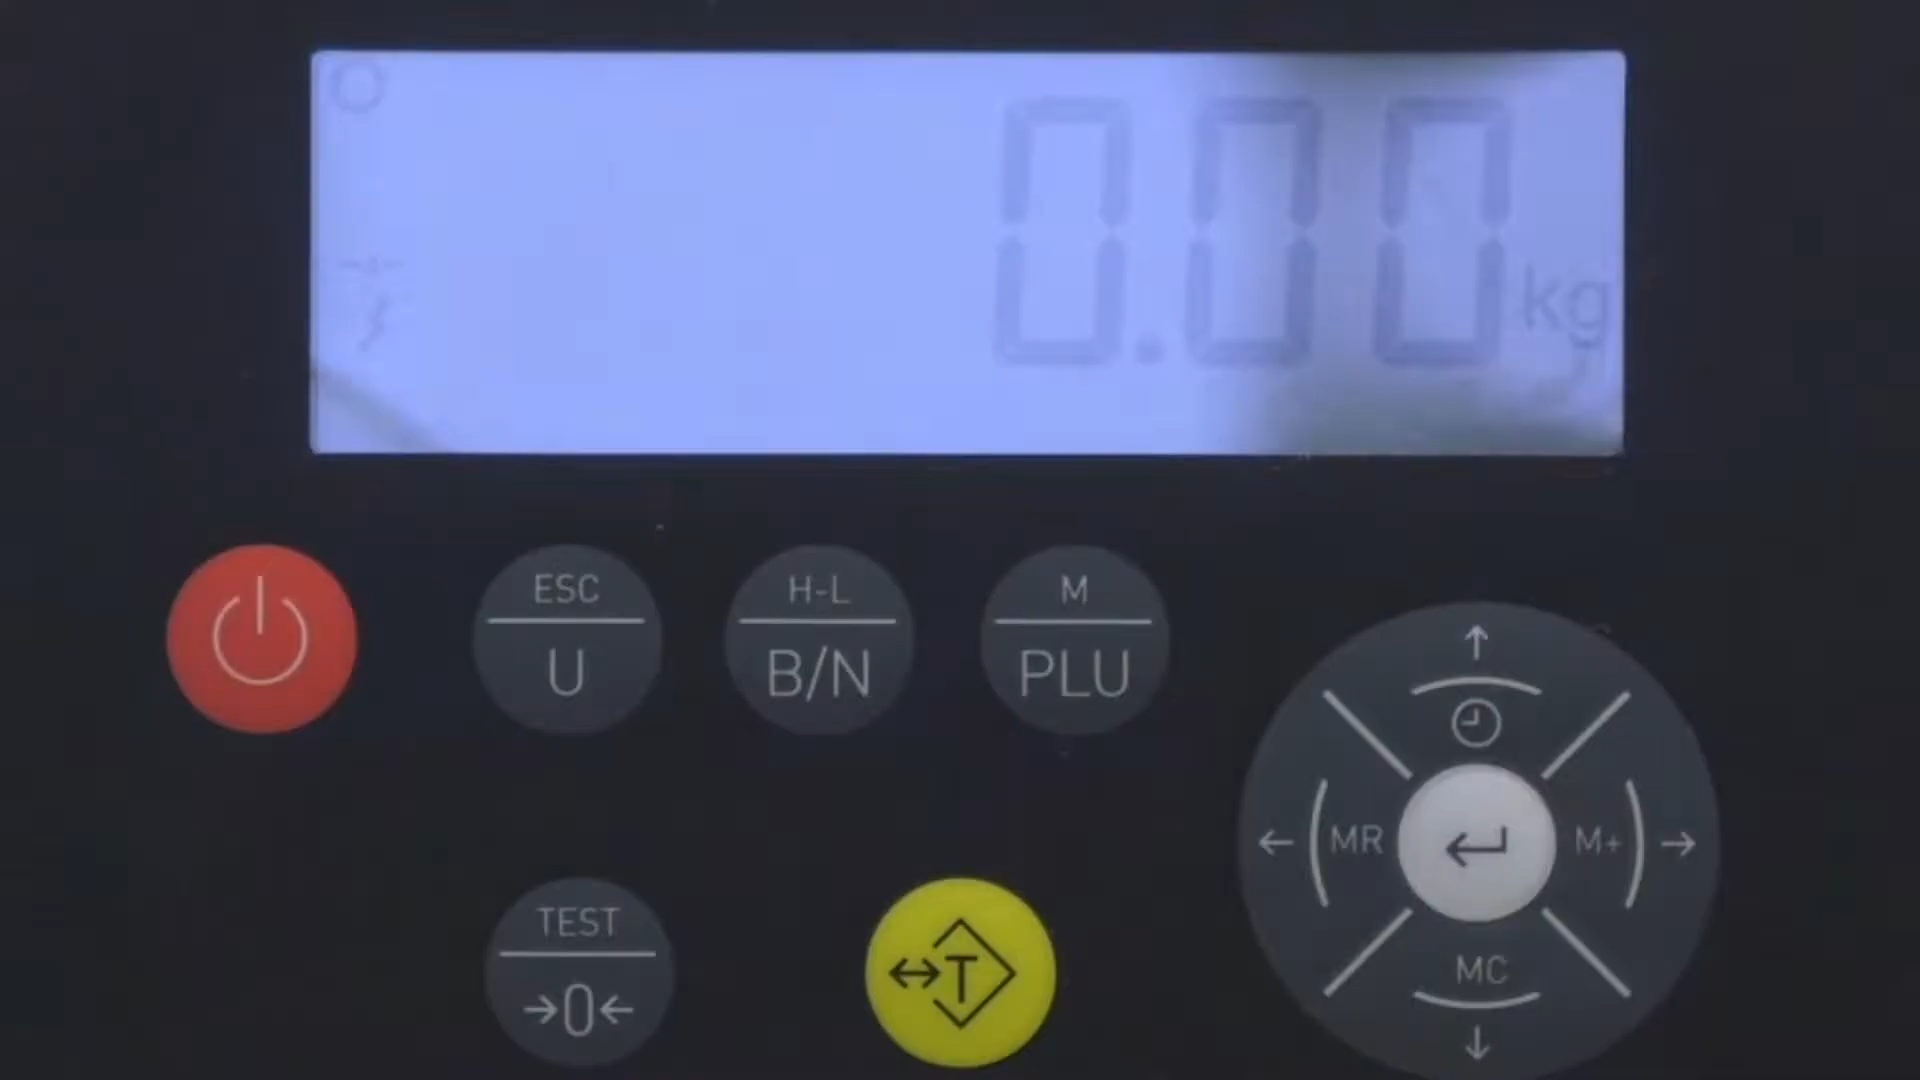 0.00 kg
ESC
U
H-L
B/N
M
PLU
MR
M+
MC
TEST
→0←
↔T